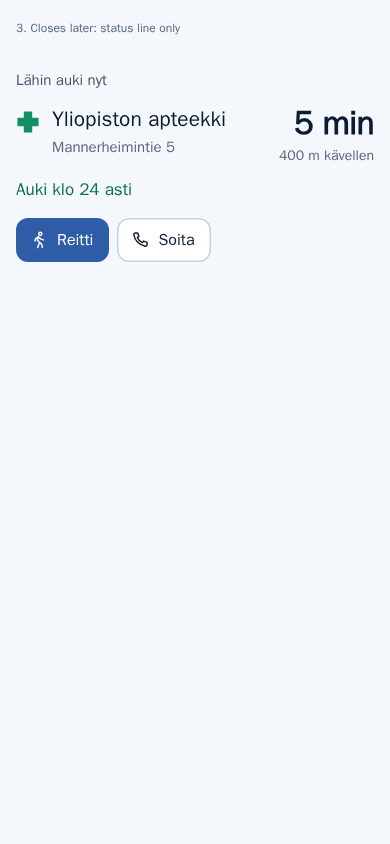 3. Closes later: status line only
Lähin auki nyt
Yliopiston apteekki
Mannerheimintie 5
5 min
400 m kävellen
Auki klo 24 asti
Reitti
Soita